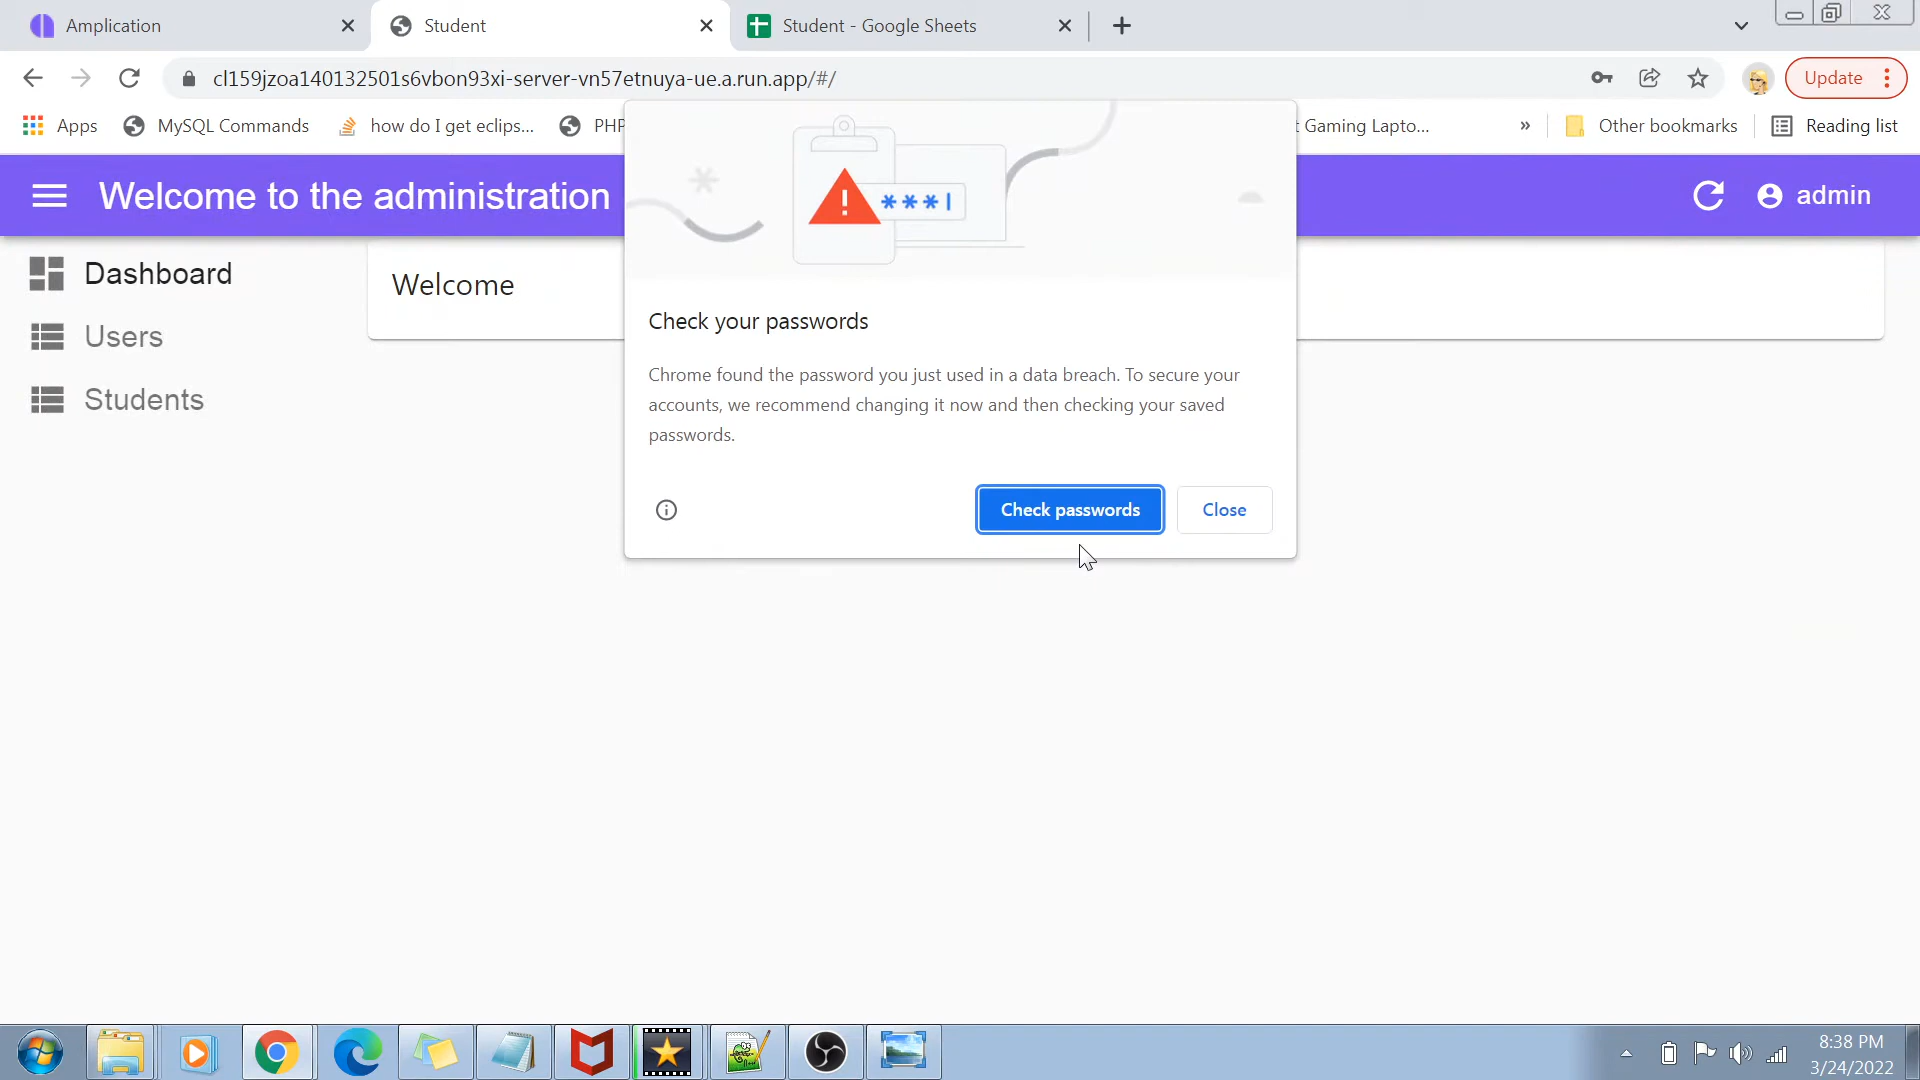 Amplication
Student
Student - Google Sheets
cl159jzoa140132501s6vbon93xi-server-vn57etnuya-ue.a.run.app/#/
Update
Apps
MySQL Commands
how do I get eclips...
PHP
t Gaming Lapto...
»
Other bookmarks
Reading list
Welcome to the administration
admin
Dashboard
Users
Students
Welcome
***
Check your passwords
Chrome found the password you just used in a data breach. To secure your
accounts, we recommend changing it now and then checking your saved
passwords.
Check passwords
Close
8:38 PM
3/24/2022